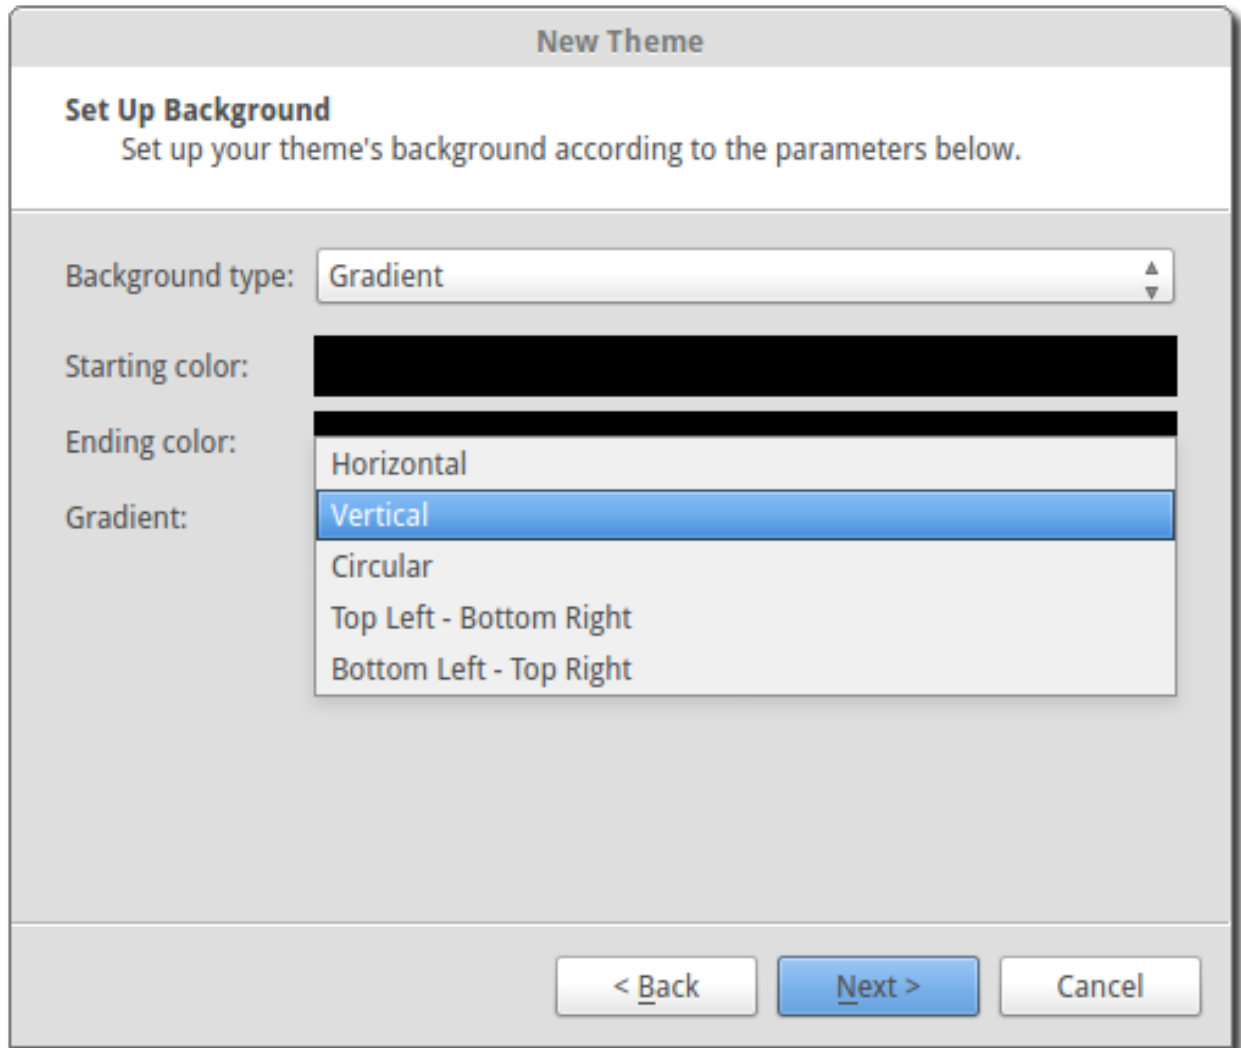 New Theme
Set Up Background
Set up your theme's background according to the parameters below.
Background type: Gradient
Starting color:
Ending color:
Horizontal
Gradient: Vertical
Circular
Top Left - Bottom Right
Bottom Left - Top Right
< Back Next > Cancel